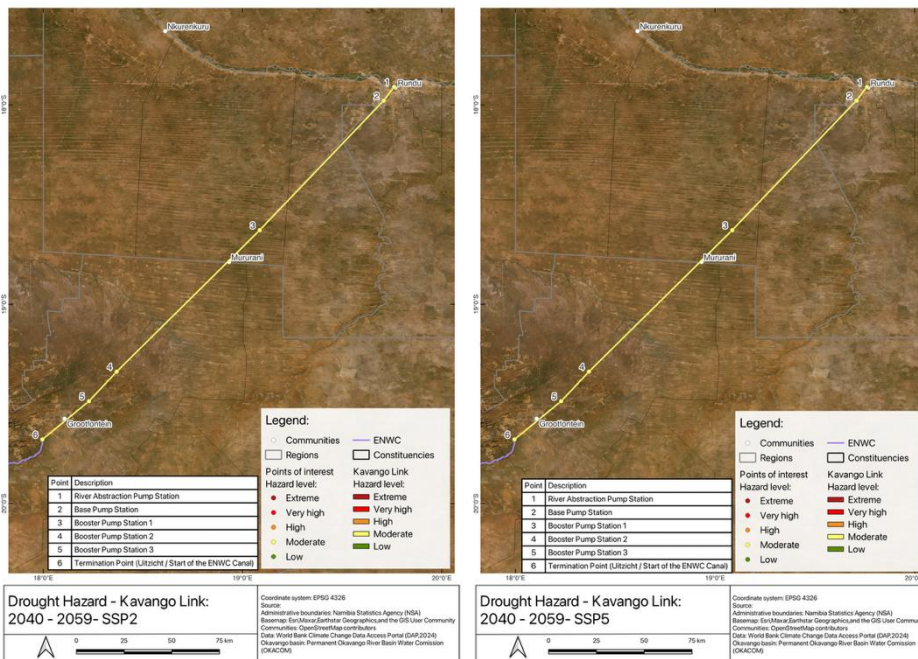 Nkurenkuru
Rundu
1
2
18°0'S
3
Mururani
19°0'S
4
5
Grootfontein
6
20°0'S
Legend:
Communities
ENWC
Regions
Constituencies
Points of interest
Hazard level:
Kavango Link
Hazard level:
Extreme
Extreme
Very high
Very high
High
High
Moderate
Moderate
Low
Low
Point Description
1 River Abstraction Pump Station
2 Base Pump Station
3 Booster Pump Station 1
4 Booster Pump Station 2
5 Booster Pump Station 3
6 Termination Point (Uitzicht / Start of the ENWC Canal)
18°0'E 19°0'E 20°0'E
Drought Hazard - Kavango Link:
2040 - 2059- SSP2
0 25 50 75 km
Coordinate system: EPSG 4326
Source:
Administrative boundaries: Namibia Statistics Agency (NSA)
Basemap: Esri,Maxar,Earthstar Geographics,and the GIS User Community
Communities: OpenStreetMap contributors
Data: World Bank Climate Change Data Access Portal (DAP,2024)
Okavango basin: Permanent Okavango River Basin Water Comission
(OKACOM)
Nkurenkuru
Rundu
1
2
18°0'S
3
Mururani
19°0'S
4
5
Grootfontein
6
20°0'S
Legend:
Communities
ENWC
Regions
Constituencies
Points of interest
Hazard level:
Kavango Link
Hazard level:
Extreme
Extreme
Very high
Very high
High
High
Moderate
Moderate
Low
Low
Point Description
1 River Abstraction Pump Station
2 Base Pump Station
3 Booster Pump Station 1
4 Booster Pump Station 2
5 Booster Pump Station 3
6 Termination Point (Uitzicht / Start of the ENWC Canal)
18°0'E 19°0'E 20°0'E
Drought Hazard - Kavango Link:
2040 - 2059- SSP5
0 25 50 75 km
Coordinate system: EPSG 4326
Source:
Administrative boundaries: Namibia Statistics Agency (NSA)
Basemap: Esri,Maxar,Earthstar Geographics,and the GIS User Community
Communities: OpenStreetMap contributors
Data: World Bank Climate Change Data Access Portal (DAP,2024)
Okavango basin: Permanent Okavango River Basin Water Comission
(OKACOM)